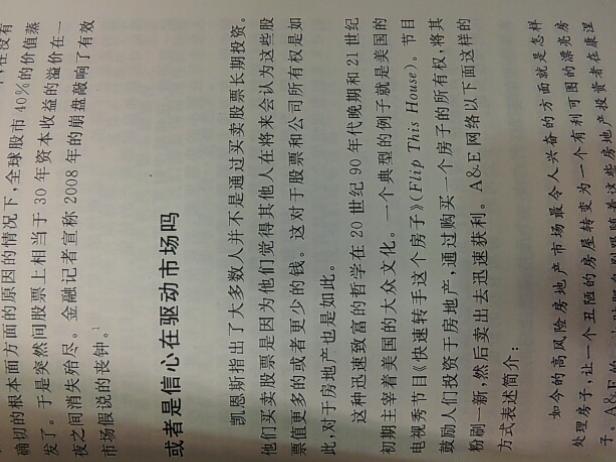 确切的根本面方面的原因的情况下，全球股市 40%的价值蒸
发了。于是突然间股票上相当于 30 年资本收益的溢价在一
夜之间消失殆尽。金融记者宣称 2008 年的崩盘敲响了有效
市场假说的丧钟。
或者是信心在驱动市场吗
凯恩斯指出了大多数人并不是通过买卖股票长期投资。
他们买卖股票是因为他们觉得其他人在将来会认为这些股
票值更多的或者更少的钱。这对于股票和公司所有权是如
此，对于房地产也是如此。
这种迅速致富的哲学在 20 世纪 90 年代晚期和 21 世纪
初期主宰着美国的大众文化。一个典型的例子就是美国的
电视秀节目《快速转手这个房子》(Flip This House)。节目
鼓励人们投资于房地产，通过购买一个房子的所有权，将其
粉刷一新，然后卖出去迅速获利。A&E 网络以下面这样的
方式表述简介：
如今的高风险房地产市场最令人兴奋的方面就是怎样
处理房子，让一个丑陋的房屋转变为一个有利可图的漂亮房
子。 些房地产投资者在康涅